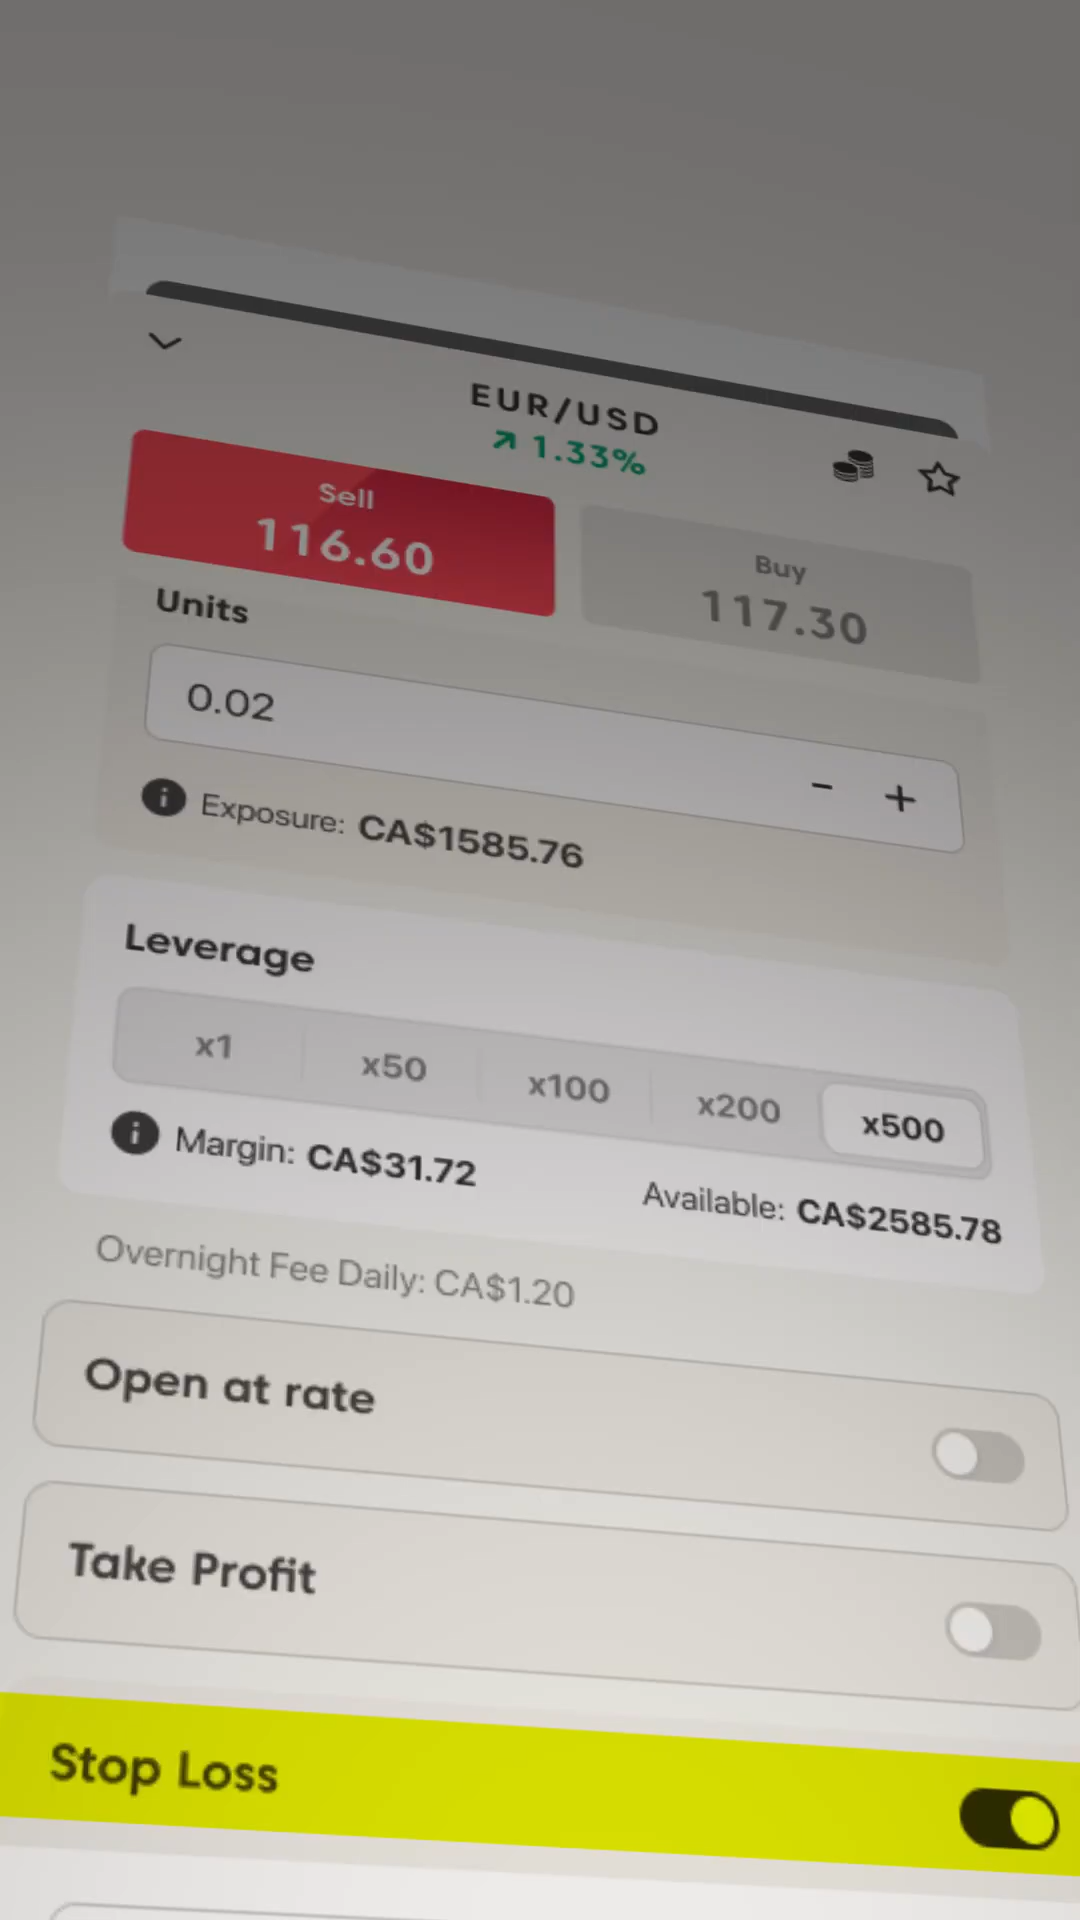 EUR/USD
1.33%
Sell
116.60
Buy
117.30
Units
0.02
- +
Exposure: CA$1585.76
Leverage
x1 x50 x100 x200 x500
Margin: CA$31.72
Available: CA$2585.78
Overnight Fee Daily: CA$1.20
Open at rate
Take Profit
Stop Loss